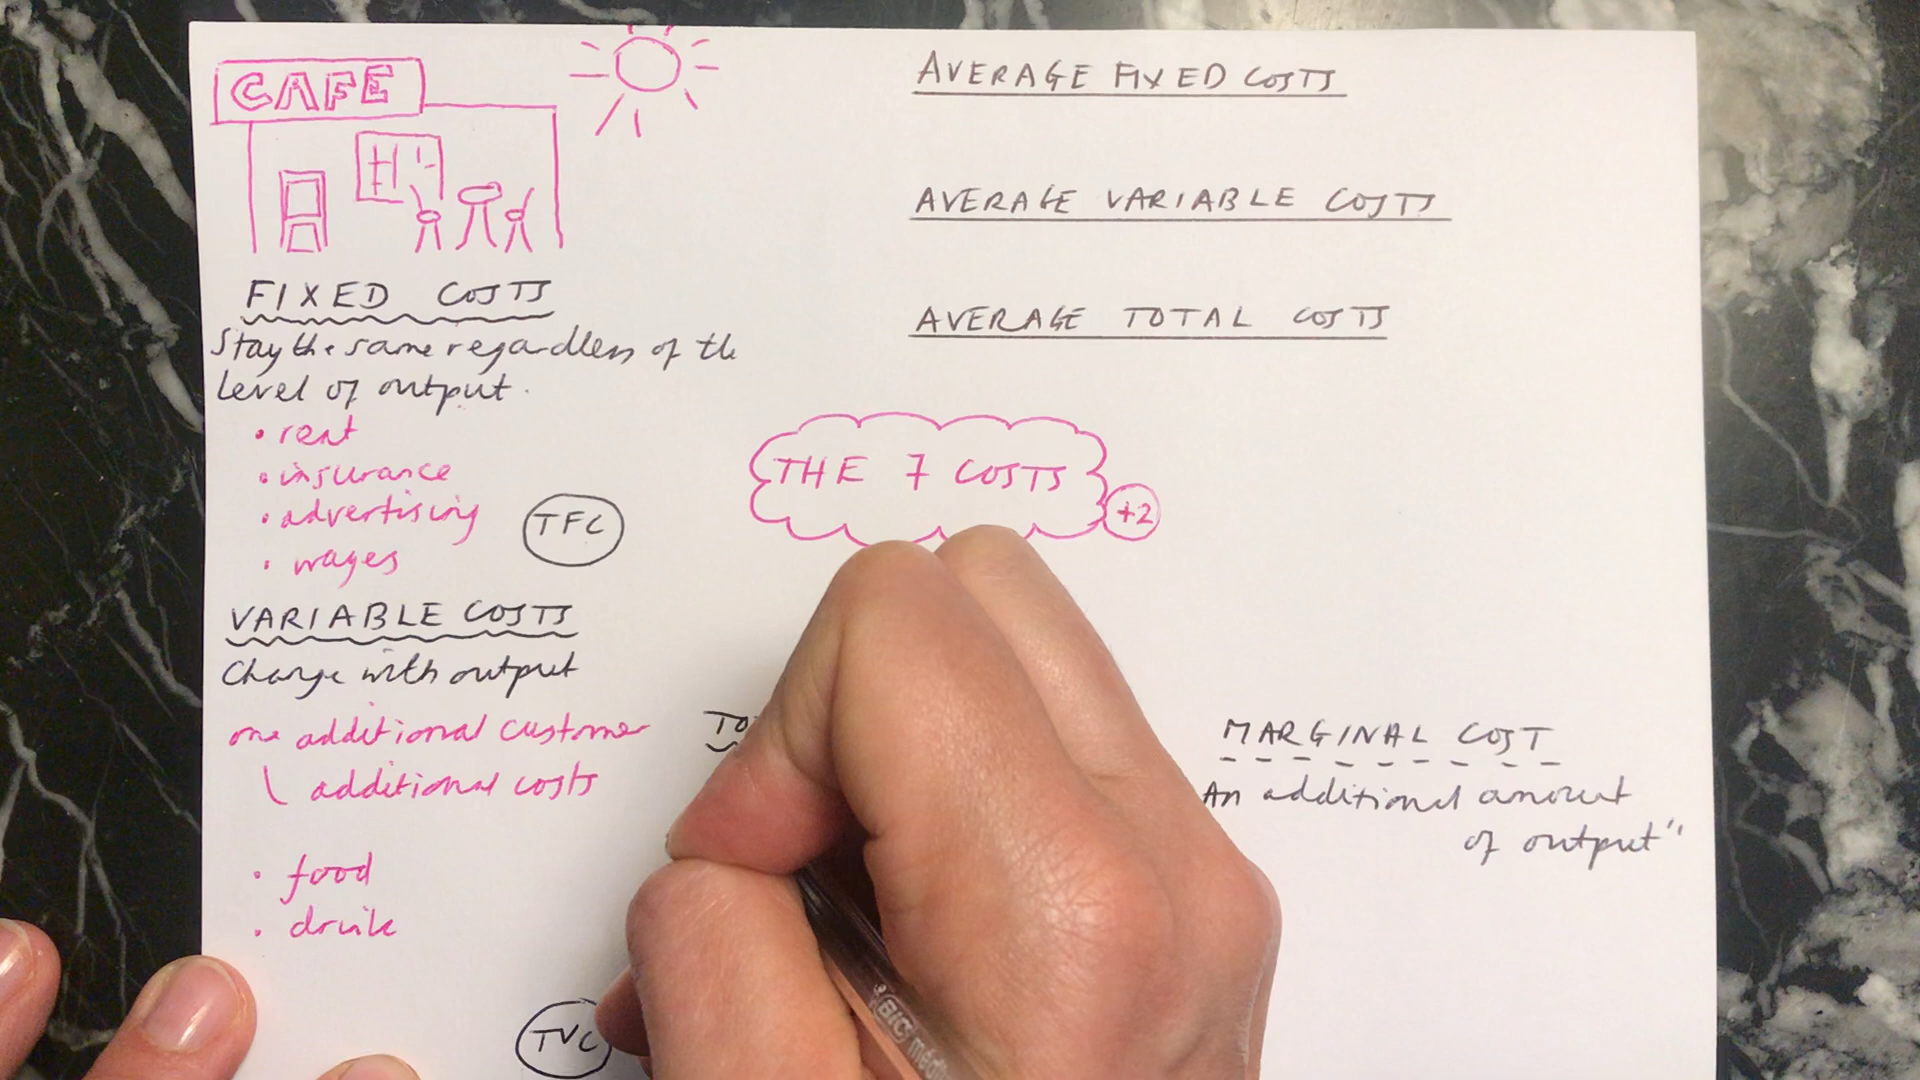 CAFE
FIXED COSTS
Stay the same regardless of the
level of output.
• rent
• insurance
• advertising
• wages
TFC
VARIABLE COSTS
Change with output
one additional customer
additional costs
• food
• drink
TVC
AVERAGE FIXED COSTS
AVERAGE VARIABLE COSTS
AVERAGE TOTAL COSTS
THE 7 COSTS
+2
MARGINAL COST
An additional amount
of output"
BIC